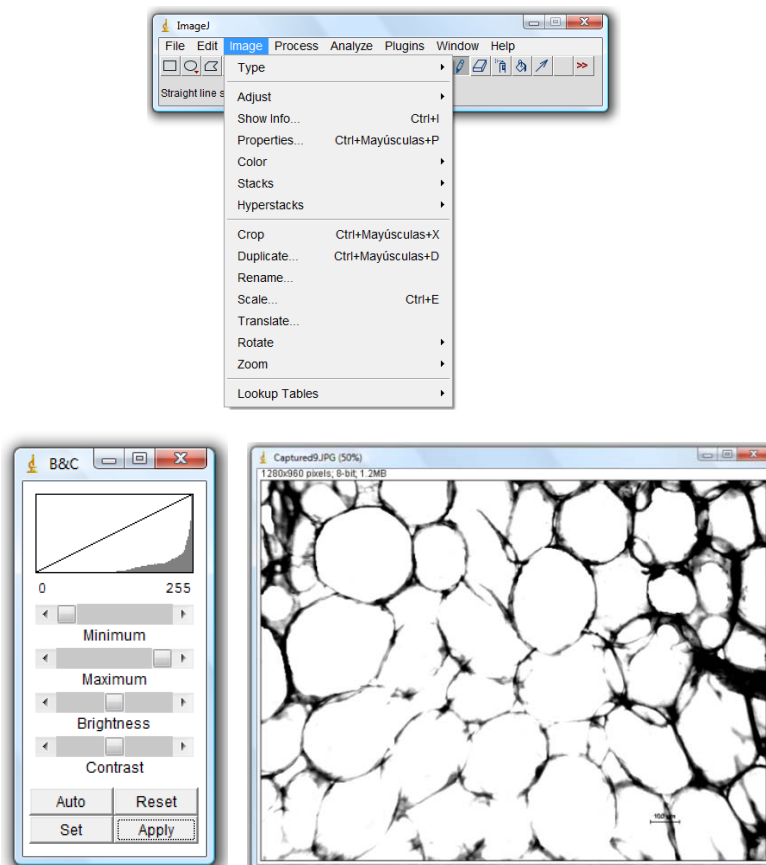 ImageJ
File Edit Image Process Analyze Plugins Window Help
>>
Straight line s
Type
Adjust
Show Info... Ctrl+I
Properties... Ctrl+Mayúsculas+P
Color
Stacks
Hyperstacks
Crop Ctrl+Mayúsculas+X
Duplicate... Ctrl+Mayúsculas+D
Rename...
Scale... Ctrl+E
Translate...
Rotate
Zoom
Lookup Tables
B&C
0 255
Minimum
Maximum
Brightness
Contrast
Auto Reset
Set Apply
Captured9.JPG (50%)
1280x960 pixels; 8-bit; 1.2MB
100 µm